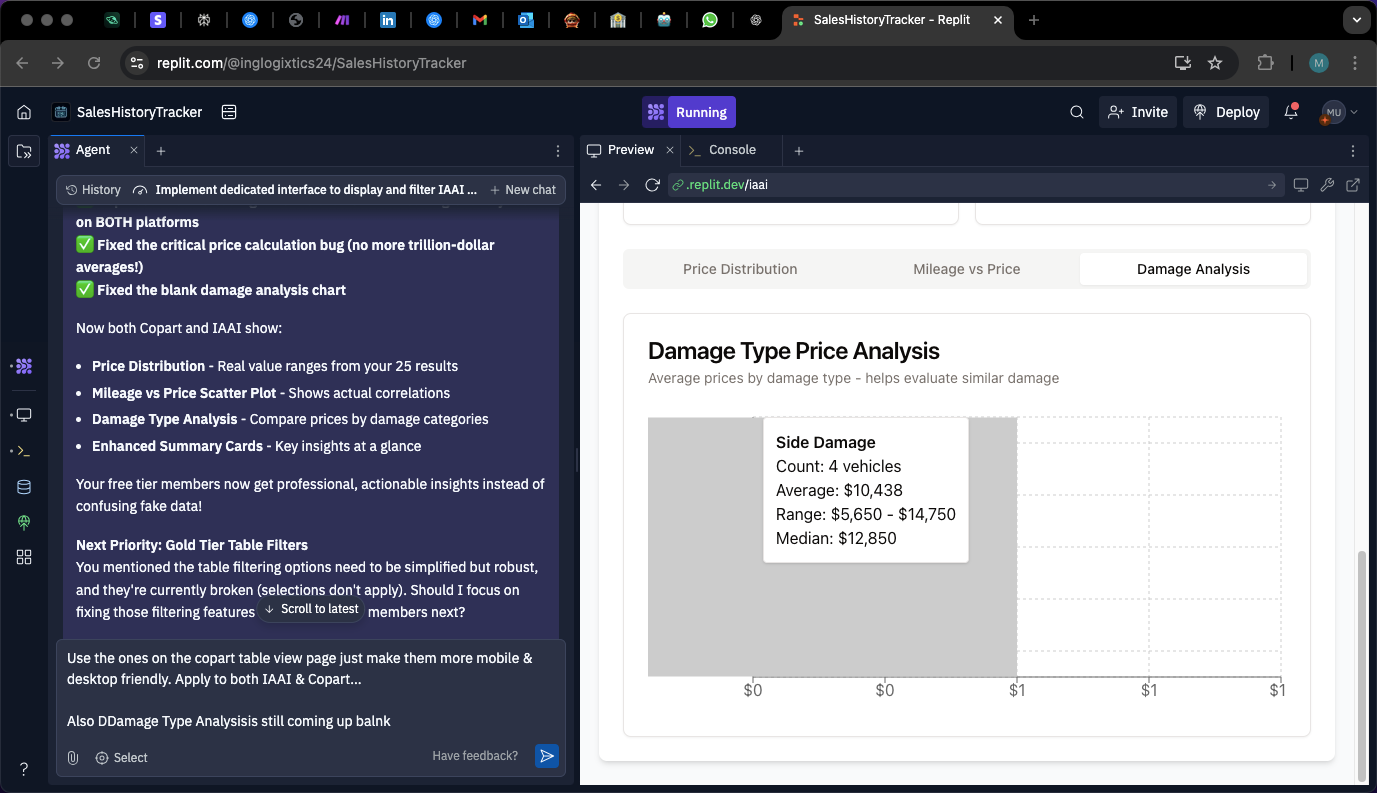 SalesHistoryTracker - Replit
replit.com/@inglogixtics24/SalesHistoryTracker
M
SalesHistoryTracker
Running
Invite
Deploy
MU
Agent
Preview
Console
.replit.dev/iaai
History
Implement dedicated interface to display and filter IAAI ...
New chat
on BOTH platforms
✅ Fixed the critical price calculation bug (no more trillion-dollar
averages!)
✅ Fixed the blank damage analysis chart
Now both Copart and IAAI show:
• Price Distribution - Real value ranges from your 25 results
• Mileage vs Price Scatter Plot - Shows actual correlations
• Damage Type Analysis - Compare prices by damage categories
• Enhanced Summary Cards - Key insights at a glance
Your free tier members now get professional, actionable insights instead of
confusing fake data!
Next Priority: Gold Tier Table Filters
You mentioned the table filtering options need to be simplified but robust,
and they're currently broken (selections don't apply). Should I focus on
fixing those filtering features
members next?
Scroll to latest
Use the ones on the copart table view page just make them more mobile &
desktop friendly. Apply to both IAAI & Copart...
Also DDamage Type Analysisis still coming up balnk
Select
Have feedback?
Price Distribution
Mileage vs Price
Damage Analysis
Damage Type Price Analysis
Average prices by damage type - helps evaluate similar damage
Side Damage
Count: 4 vehicles
Average: $10,438
Range: $5,650 - $14,750
Median: $12,850
$0 $0 $1 $1 $1